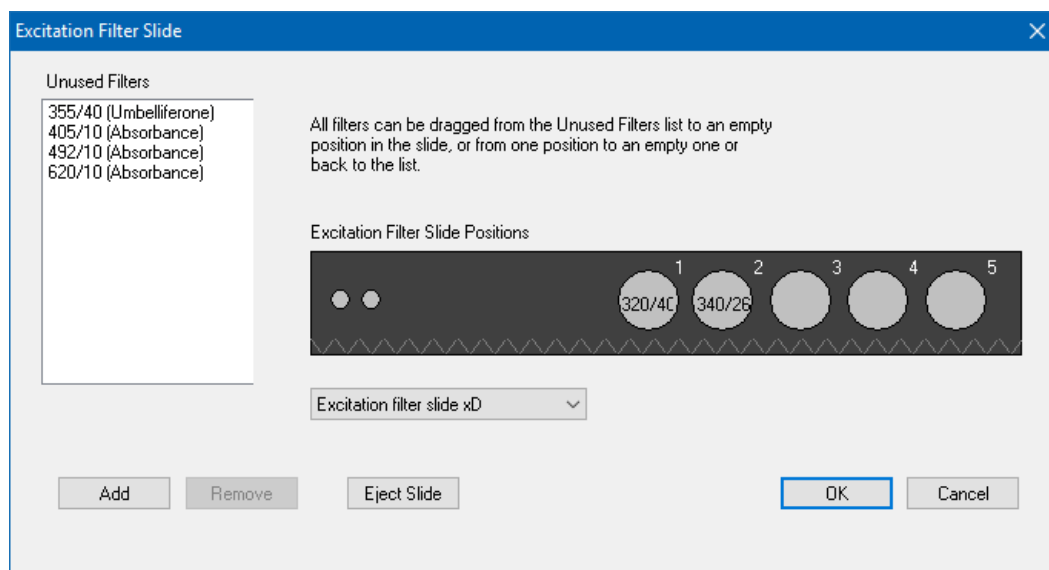 Excitation Filter Slide
Unused Filters
355/40 (Umbelliferone)
405/10 (Absorbance)
492/10 (Absorbance)
620/10 (Absorbance)
All filters can be dragged from the Unused Filters list to an empty
position in the slide, or from one position to an empty one or
back to the list.
Excitation Filter Slide Positions
1 2 3 4 5
320/40 340/26
Excitation filter slide xD
Add Remove Eject Slide OK Cancel